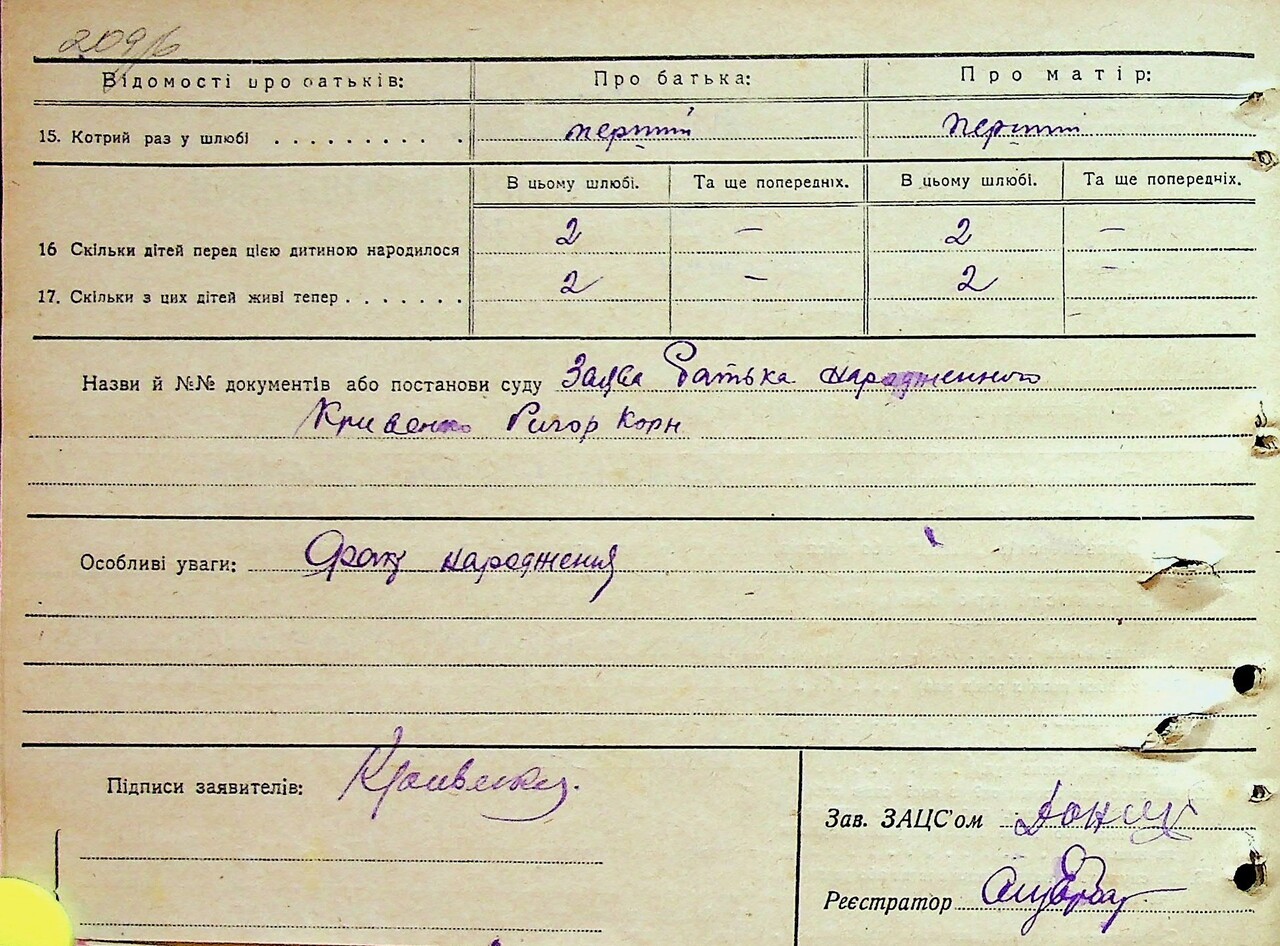 209/6
Відомості про батьків: Про батька: Про матір:
15. Котрий раз у шлюбі . . . . . . . . . . перший перший
В цьому шлюбі. Та ще попередніх. В цьому шлюбі. Та ще попередніх.
16 Скільки дітей перед цією дитиною народилося 2 — 2 —
17. Скільки з цих дітей живі тепер . . . . . . . 2 — 2 —
Назви й №№ документів або постанови суду Заява батька народженного
Кривенко Ригор Корн
Особливі уваги: Факт народження
Підписи заявителів: Кривенко.
Зав. ЗАЦС'ом
Реєстратор